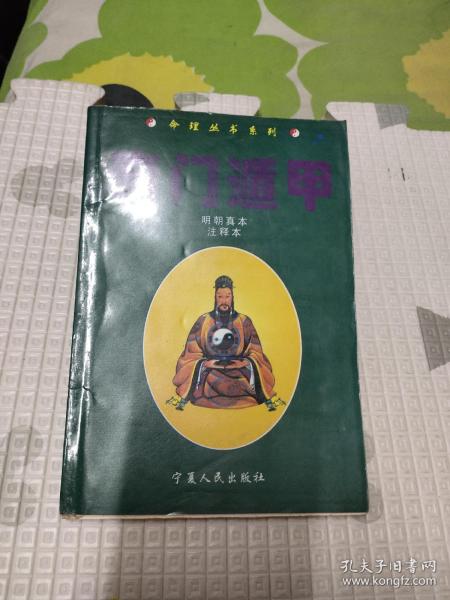 命理丛书系列
奇门遁甲
明朝真本
注释本
宁夏人民出版社
孔夫子旧书网
www.kongfz.com